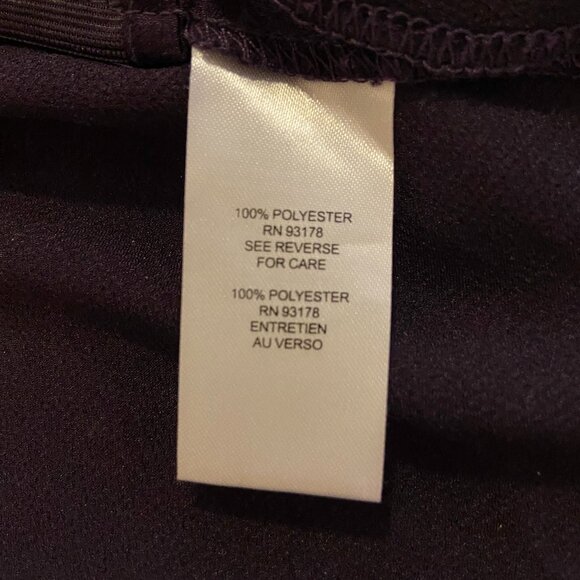 100% POLYESTER
RN 93178
SEE REVERSE
FOR CARE
100% POLYESTER
RN 93178
ENTRETIEN
AU VERSO